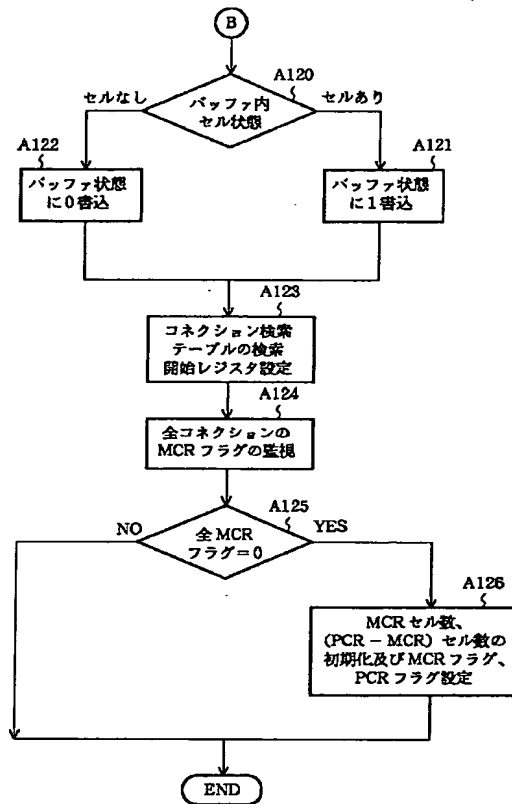 B
A120
セルなし
バッファ内
セル状態
セルあり
A122
バッファ状態
に0書込
A121
バッファ状態
に1書込
A123
コネクション検索
テーブルの検索
開始レジスタ設定
A124
全コネクションの
MCRフラグの監視
A125
NO
全MCR
フラグ=0
YES
A126
MCRセル数、
(PCR-MCR)セル数の
初期化及びMCRフラグ、
PCRフラグ設定
END